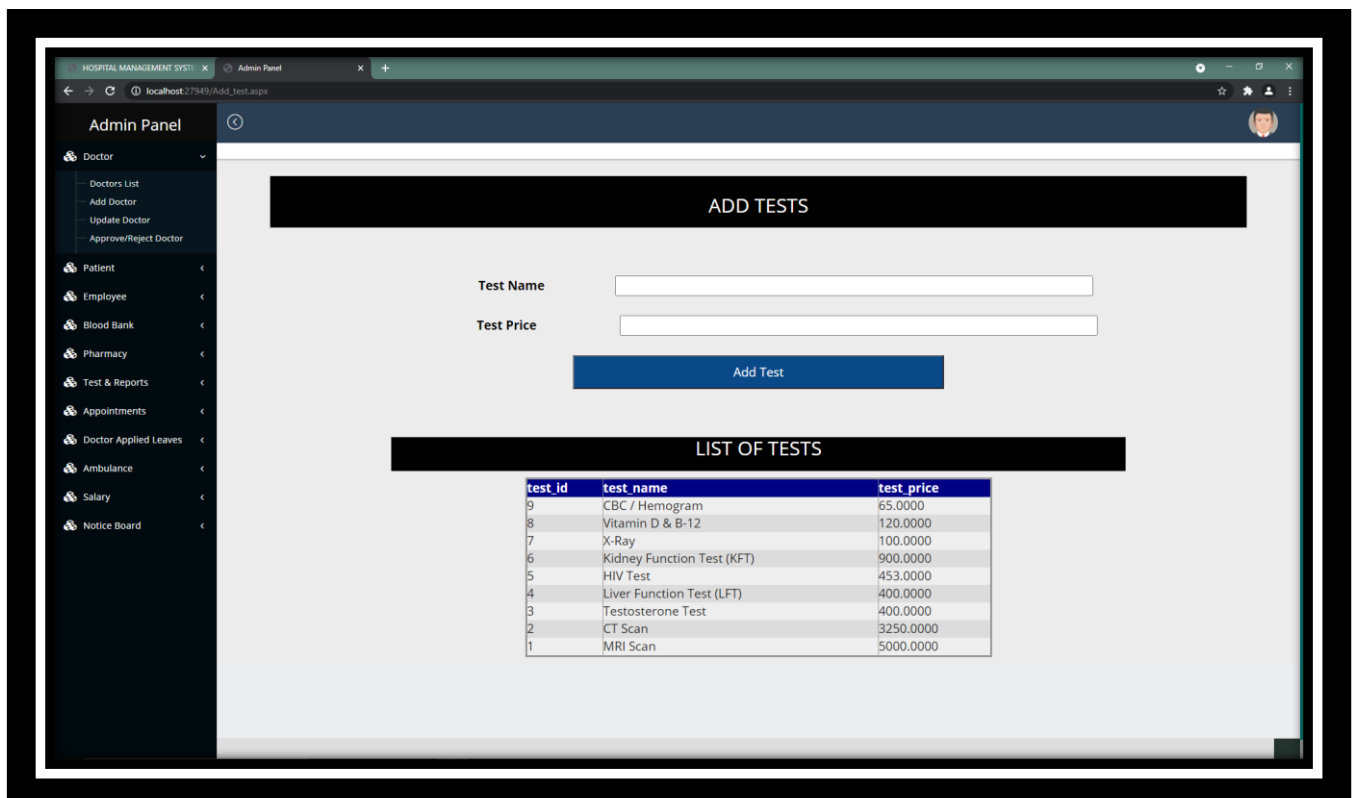 HOSPITAL MANAGEMENT SYSTE
Admin Panel
localhost:27949/Add_test.aspx
Admin Panel
Doctor
Doctors List
Add Doctor
Update Doctor
Approve/Reject Doctor
Patient
Employee
Blood Bank
Pharmacy
Test & Reports
Appointments
Doctor Applied Leaves
Ambulance
Salary
Notice Board
ADD TESTS
Test Name
Test Price
Add Test
LIST OF TESTS
test_id test_name test_price
9 CBC / Hemogram 65.0000
8 Vitamin D & B-12 120.0000
7 X-Ray 100.0000
6 Kidney Function Test (KFT) 900.0000
5 HIV Test 453.0000
4 Liver Function Test (LFT) 400.0000
3 Testosterone Test 400.0000
2 CT Scan 3250.0000
1 MRI Scan 5000.0000